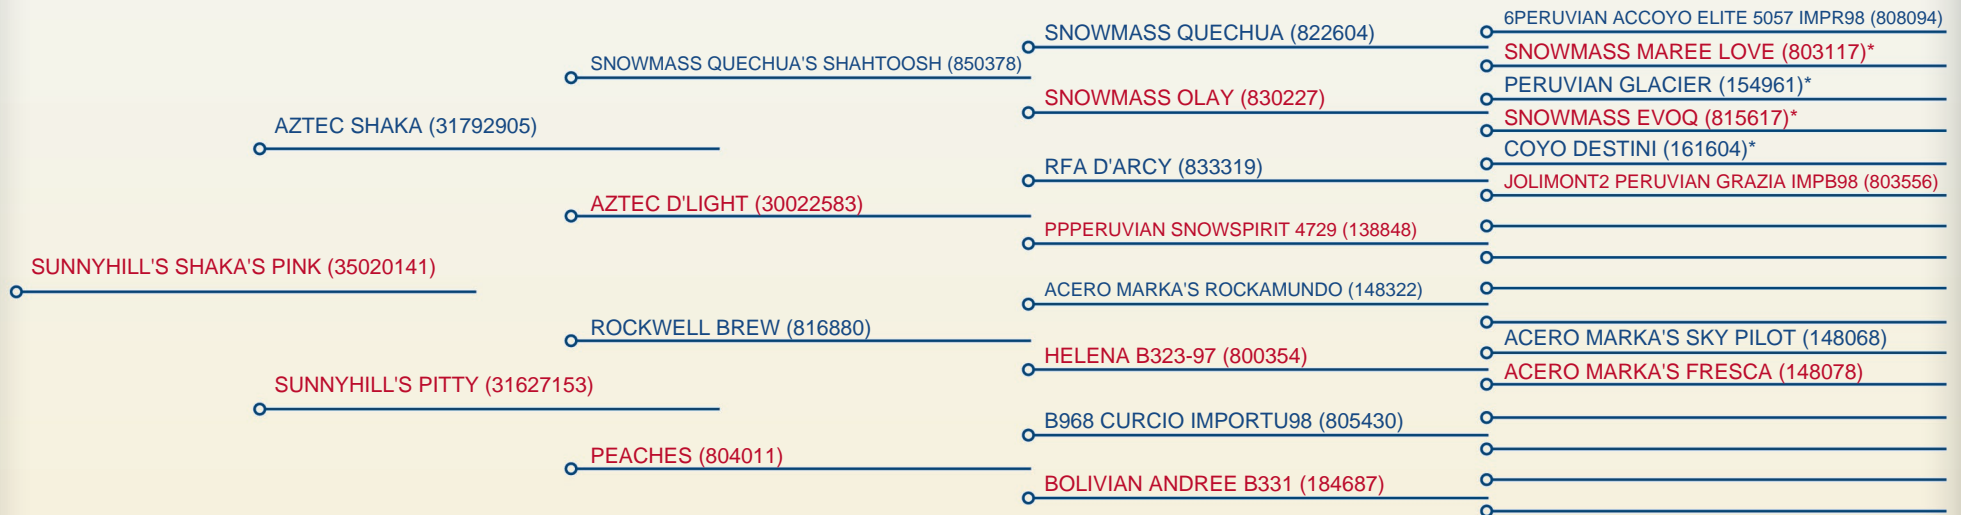 6PERUVIAN ACCOYO ELITE 5057 IMPR98 (808094)
SNOWMASS QUECHUA (822604)
SNOWMASS MAREE LOVE (803117)*
SNOWMASS QUECHUA'S SHAHTOOSH (850378)
PERUVIAN GLACIER (154961)*
SNOWMASS OLAY (830227)
SNOWMASS EVOQ (815617)*
AZTEC SHAKA (31792905)
COYO DESTINI (161604)*
RFA D'ARCY (833319)
JOLIMONT2 PERUVIAN GRAZIA IMPB98 (803556)
AZTEC D'LIGHT (30022583)
PPPERUVIAN SNOWSPIRIT 4729 (138848)
SUNNYHILL'S SHAKA'S PINK (35020141)
ACERO MARKA'S ROCKAMUNDO (148322)
ROCKWELL BREW (816880)
ACERO MARKA'S SKY PILOT (148068)
HELENA B323-97 (800354)
ACERO MARKA'S FRESCA (148078)
SUNNYHILL'S PITTY (31627153)
B968 CURCIO IMPORTU98 (805430)
PEACHES (804011)
BOLIVIAN ANDREE B331 (184687)